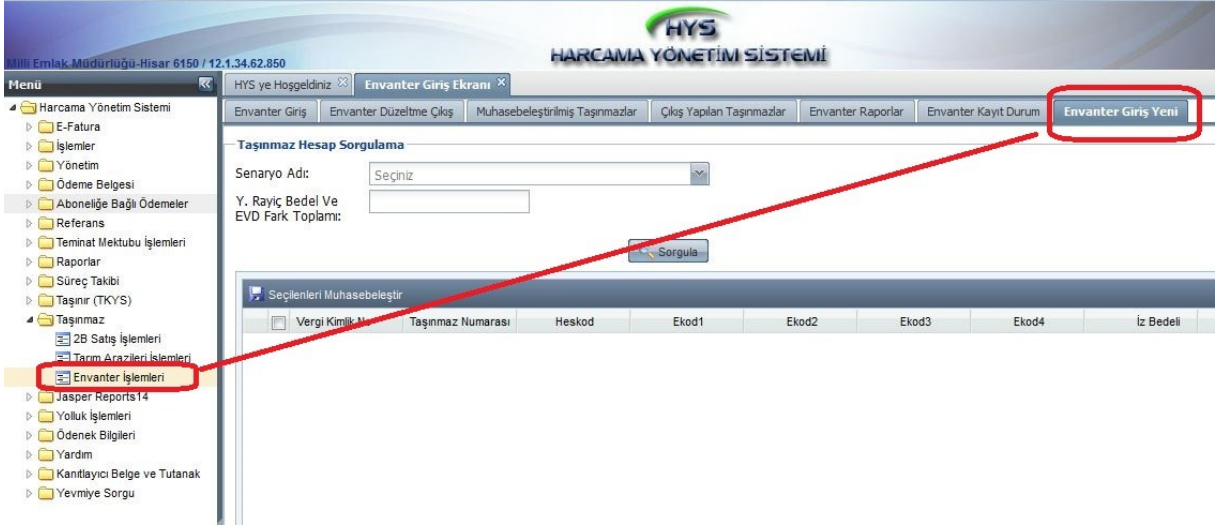 HYS
HARCAMA YÖNETİM SİSTEMİ
Milli Emlak Müdürlüğü-Hisar 6150 / 12.1.34.62.850
Menü
HYS ye Hoşgeldiniz
Envanter Giriş Ekranı
Envanter Giriş
Envanter Düzeltme Çıkış
Muhasebeleştirilmiş Taşınmazlar
Çıkış Yapılan Taşınmazlar
Envanter Raporlar
Envanter Kayıt Durum
Envanter Giriş Yeni
Harcama Yönetim Sistemi
E-Fatura
İşlemler
Yönetim
Ödeme Belgesi
Aboneliğe Bağlı Ödemeler
Referans
Teminat Mektubu İşlemleri
Raporlar
Süreç Takibi
Taşınır (TKYS)
Taşınmaz
2B Satış İşlemleri
Tarım Arazileri İşlemleri
Envanter İşlemleri
Jasper Reports14
Yolluk İşlemleri
Ödenek Bilgileri
Yardım
Kanıtlayıcı Belge ve Tutanak
Yevmiye Sorgu
Taşınmaz Hesap Sorgulama
Senaryo Adı:
Seçiniz
Y. Rayiç Bedel Ve
EVD Fark Toplamı:
Sorgula
Seçilenleri Muhasebeleştir
Vergi Kimlik No
Taşınmaz Numarası
Heskod
Ekod1
Ekod2
Ekod3
Ekod4
İz Bedeli